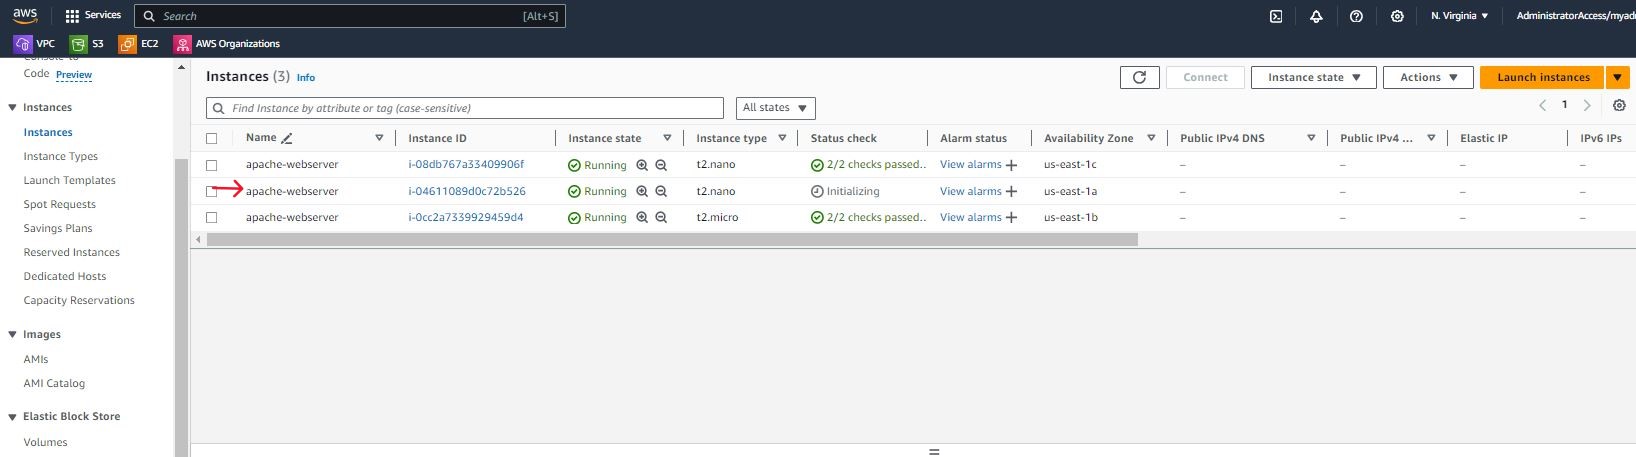 aws Services Search [Alt+S] N. Virginia AdministratorAccess/myadn
VPC S3 EC2 AWS Organizations
Console-to-
Code Preview
Instances
Instances
Instance Types
Launch Templates
Spot Requests
Savings Plans
Reserved Instances
Dedicated Hosts
Capacity Reservations
Images
AMIs
AMI Catalog
Elastic Block Store
Volumes
Instances (3) Info Connect Instance state Actions Launch instances
Find Instance by attribute or tag (case-sensitive) All states 1
Name Instance ID Instance state Instance type Status check Alarm status Availability Zone Public IPv4 DNS Public IPv4 ... Elastic IP IPv6 IPs
apache-webserver i-08db767a33409906f Running t2.nano 2/2 checks passed.. View alarms + us-east-1c – – – –
apache-webserver i-04611089d0c72b526 Running t2.nano Initializing View alarms + us-east-1a – – – –
apache-webserver i-0cc2a7339929459d4 Running t2.micro 2/2 checks passed.. View alarms + us-east-1b – – – –